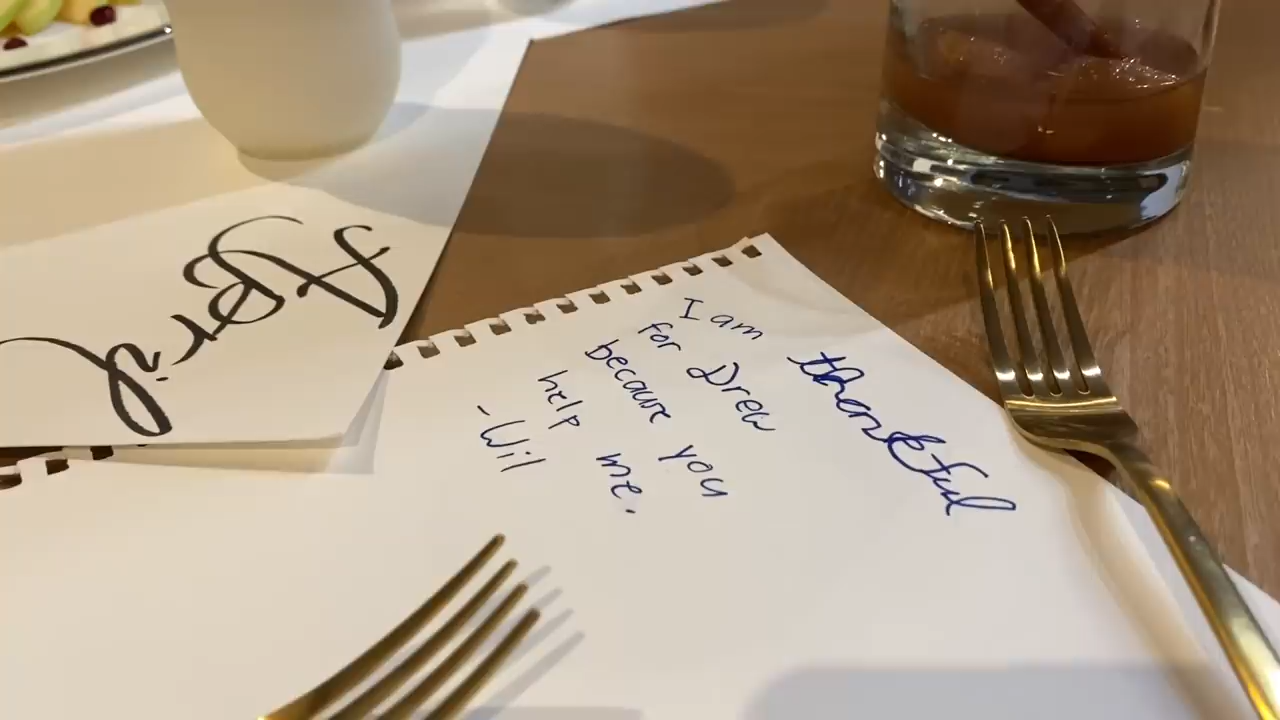 April
I am thankful
for Drew
because you
help me.
-Wil